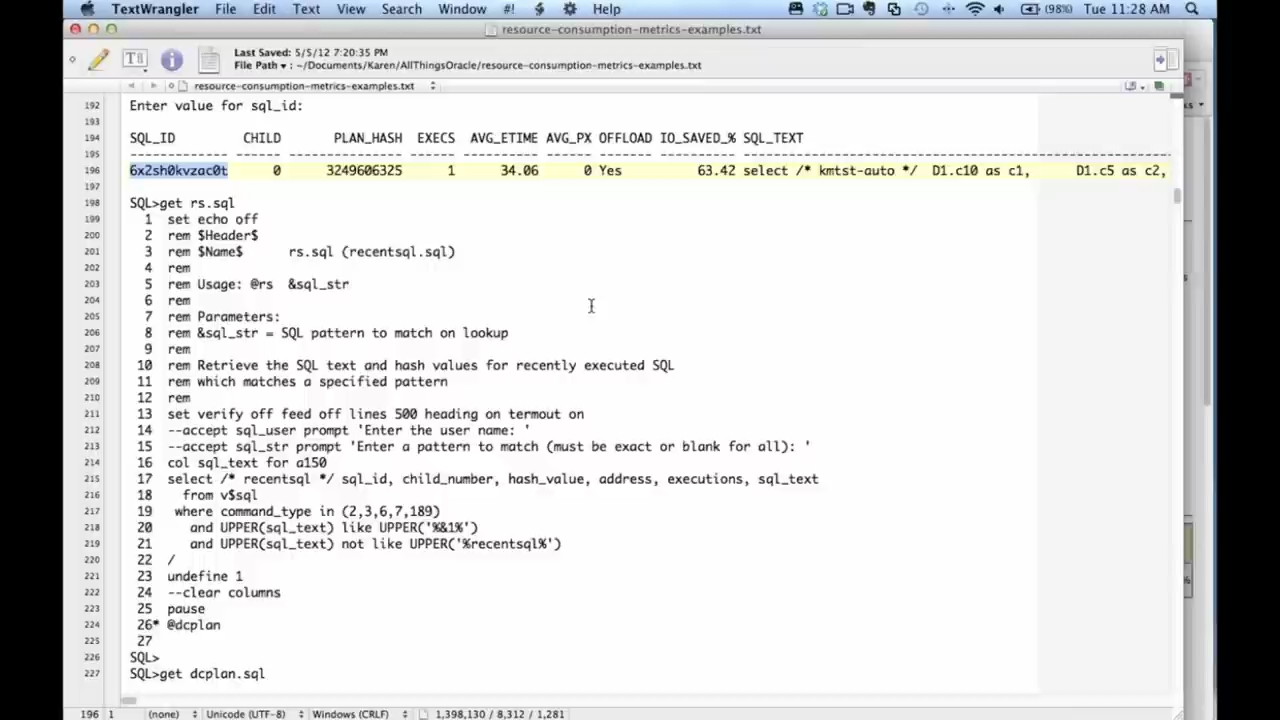 TextWrangler File Edit Text View Search Window #! Help (98%) Tue 11:28 AM
resource-consumption-metrics-examples.txt
Last Saved: 5/5/12 7:20:35 PM
File Path ▾ : ~/Documents/Karen/AllThingsOracle/resource-consumption-metrics-examples.txt
resource-consumption-metrics-examples.txt
192 Enter value for sql_id:
193
194 SQL_ID CHILD PLAN_HASH EXECS AVG_ETIME AVG_PX OFFLOAD IO_SAVED_% SQL_TEXT
195 ------------- ------ --------------- ------ ---------- ------ ------- ---------- --------------------------------------------
196 6x2sh0kvzac0t 0 3249606325 1 34.06 0 Yes 63.42 select /* kmtst-auto */ D1.c10 as c1, D1.c5 as c2,
197
198 SQL>get rs.sql
199 1 set echo off
200 2 rem $Header$
201 3 rem $Name$ rs.sql (recentsql.sql)
202 4 rem
203 5 rem Usage: @rs &sql_str
204 6 rem
205 7 rem Parameters:
206 8 rem &sql_str = SQL pattern to match on lookup
207 9 rem
208 10 rem Retrieve the SQL text and hash values for recently executed SQL
209 11 rem which matches a specified pattern
210 12 rem
211 13 set verify off feed off lines 500 heading on termout on
212 14 --accept sql_user prompt 'Enter the user name: '
213 15 --accept sql_str prompt 'Enter a pattern to match (must be exact or blank for all): '
214 16 col sql_text for a150
215 17 select /* recentsql */ sql_id, child_number, hash_value, address, executions, sql_text
216 18 from v$sql
217 19 where command_type in (2,3,6,7,189)
218 20 and UPPER(sql_text) like UPPER('%&1%')
219 21 and UPPER(sql_text) not like UPPER('%recentsql%')
220 22 /
221 23 undefine 1
222 24 --clear columns
223 25 pause
224 26* @dcplan
225 27
226 SQL>
227 SQL>get dcplan.sql
196 1 (none) Unicode (UTF-8) Windows (CRLF) 1,398,130 / 8,312 / 1,281